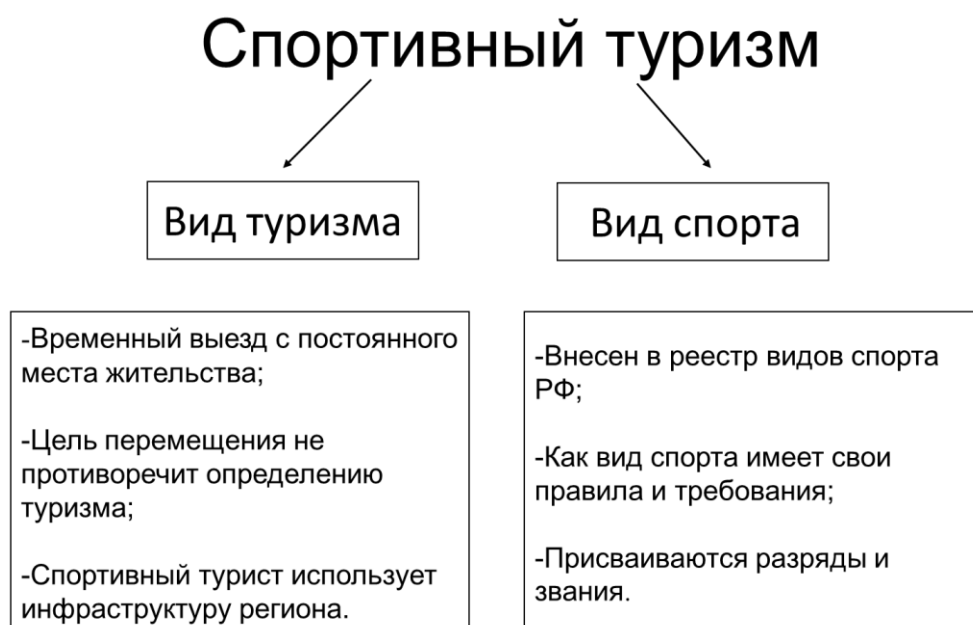 Спортивный туризм
Вид туризма
Вид спорта
-Временный выезд с постоянного
места жительства;
-Цель перемещения не
противоречит определению
туризма;
-Спортивный турист использует
инфраструктуру региона.
-Внесен в реестр видов спорта
РФ;
-Как вид спорта имеет свои
правила и требования;
-Присваиваются разряды и
звания.